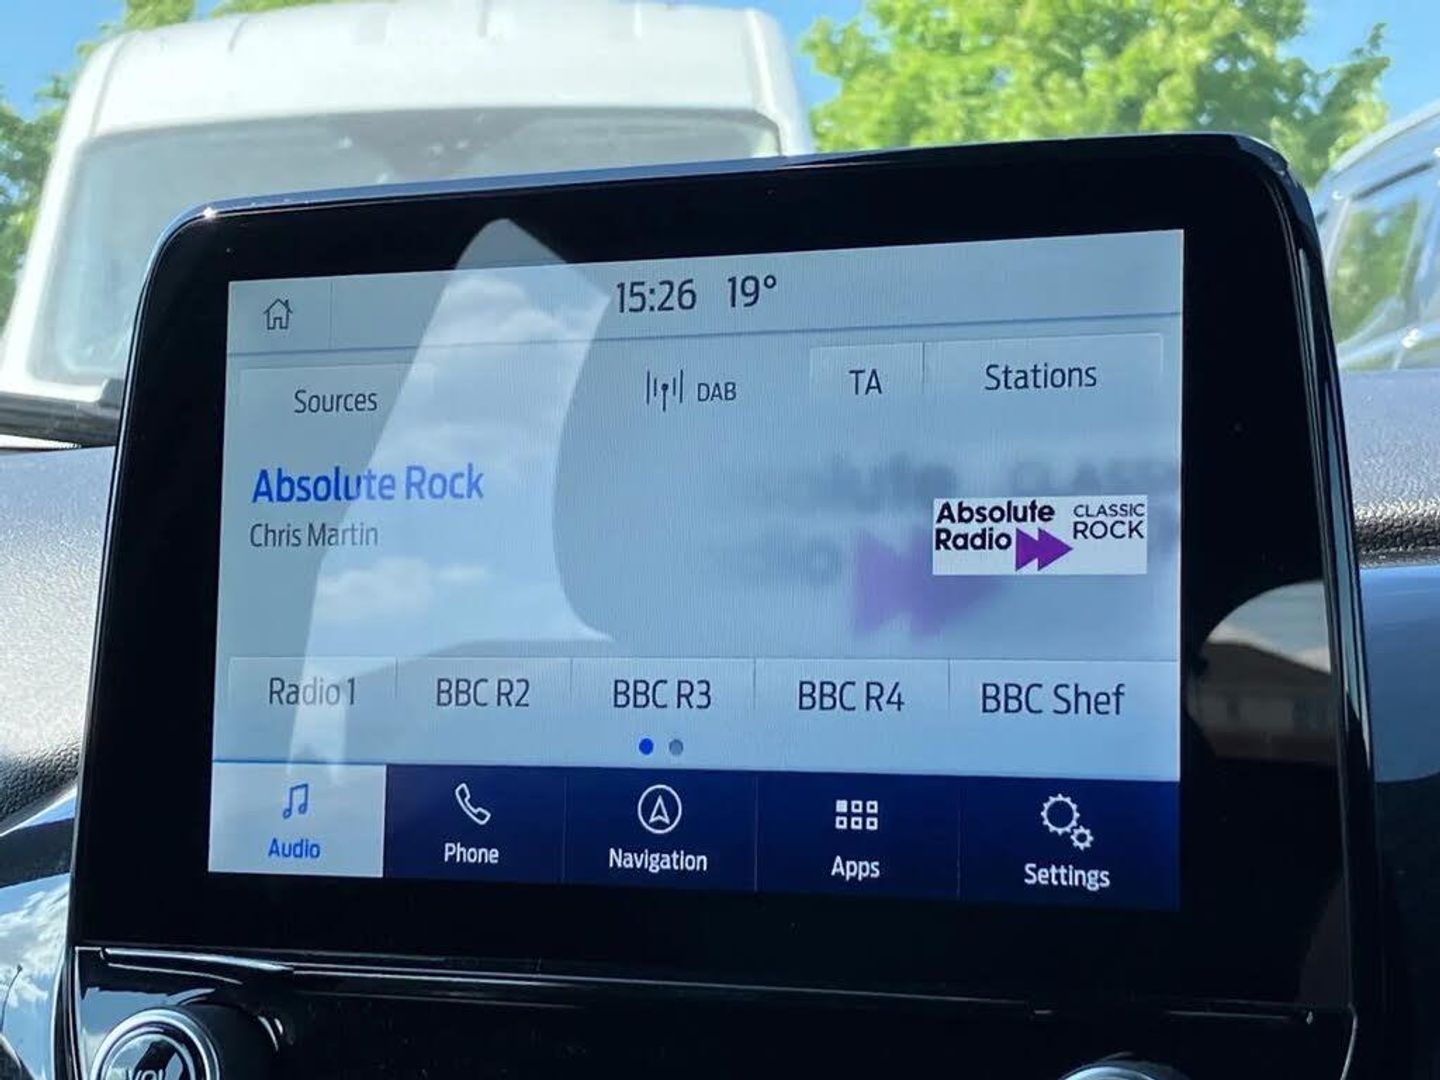 15:26 19°
Sources
DAB
TA
Stations
Absolute Rock
Chris Martin
Absolute
Radio
CLASSIC
ROCK
Radio 1
BBC R2
BBC R3
BBC R4
BBC Shef
Audio
Phone
Navigation
Apps
Settings